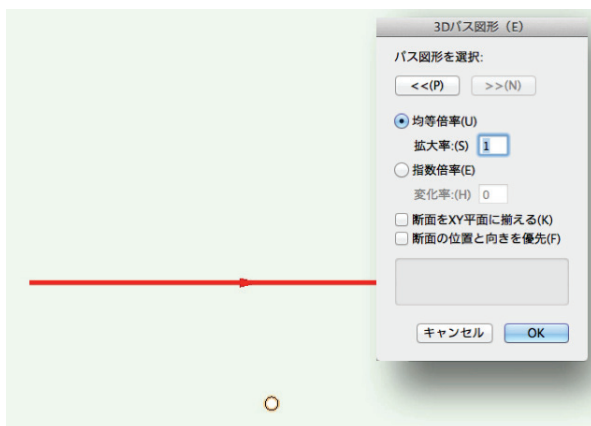 3Dパス図形（E）
パス図形を選択:
<<(P) >>(N)
均等倍率(U)
拡大率:(S) 1
指数倍率(E)
変化率:(H) 0
断面をXY平面に揃える(K)
断面の位置と向きを優先(F)
キャンセル OK